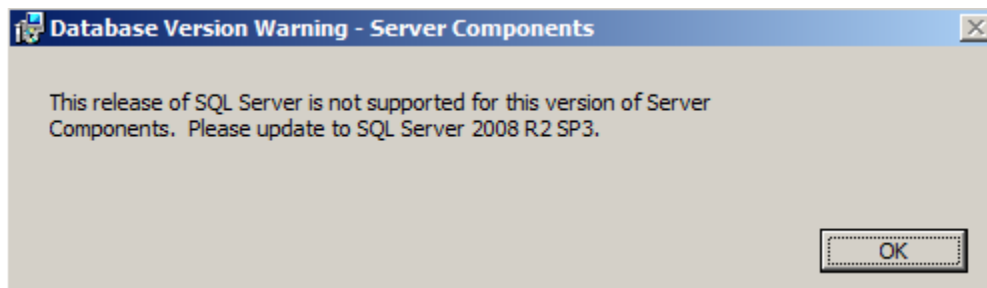 Database Version Warning - Server Components
This release of SQL Server is not supported for this version of Server
Components.  Please update to SQL Server 2008 R2 SP3.
OK